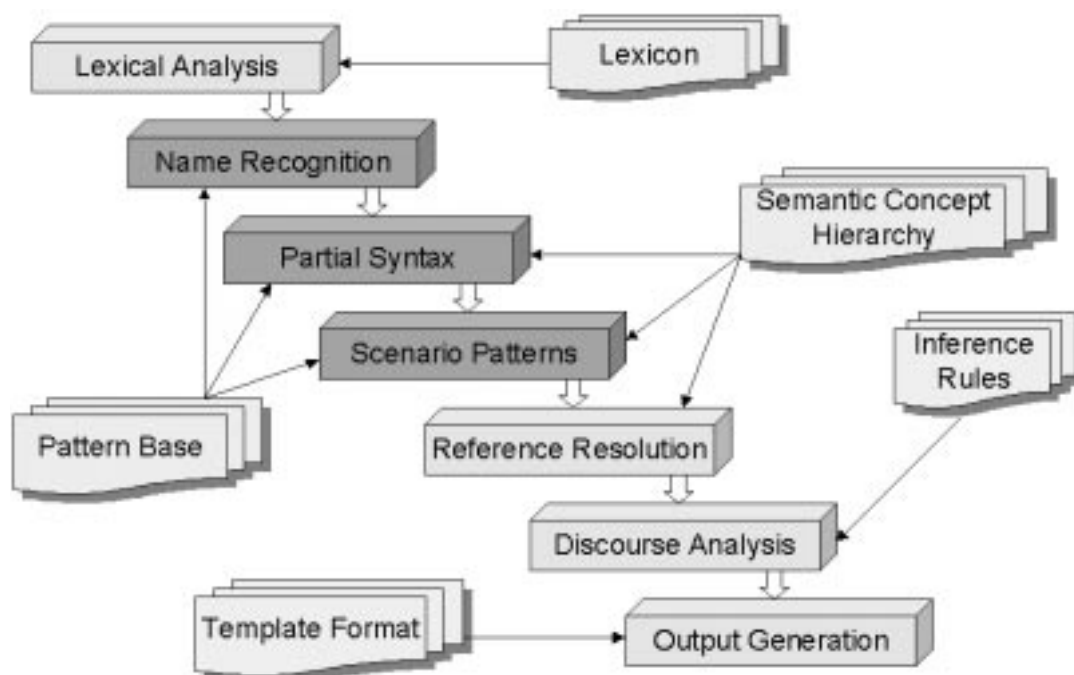 Lexical Analysis
Lexicon
Name Recognition
Semantic Concept
Hierarchy
Partial Syntax
Scenario Patterns
Inference
Rules
Pattern Base
Reference Resolution
Discourse Analysis
Template Format
Output Generation